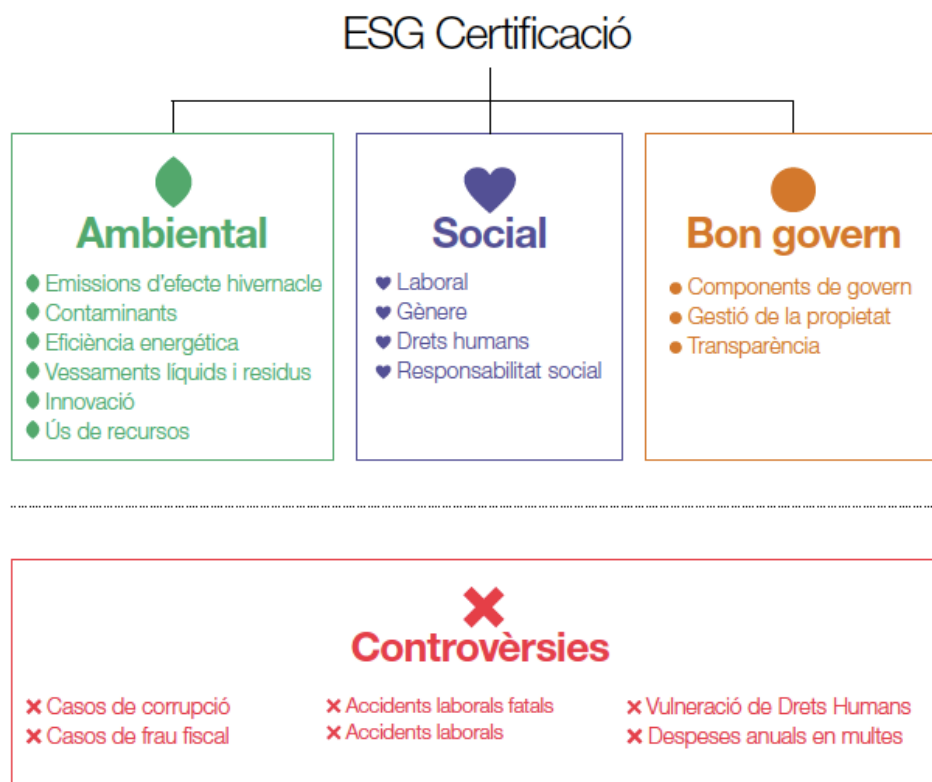 ESG Certificació
Ambiental
Emissions d'efecte hivernacle
Contaminants
Eficiència energética
Vessaments líquids i residus
Innovació
Ús de recursos
Social
Laboral
Gènere
Drets humans
Responsabilitat social
Bon govern
Components de govern
Gestió de la propietat
Transparència
Controvèrsies
Casos de corrupció
Casos de frau fiscal
Accidents laborals fatals
Accidents laborals
Vulneració de Drets Humans
Despeses anuals en multes